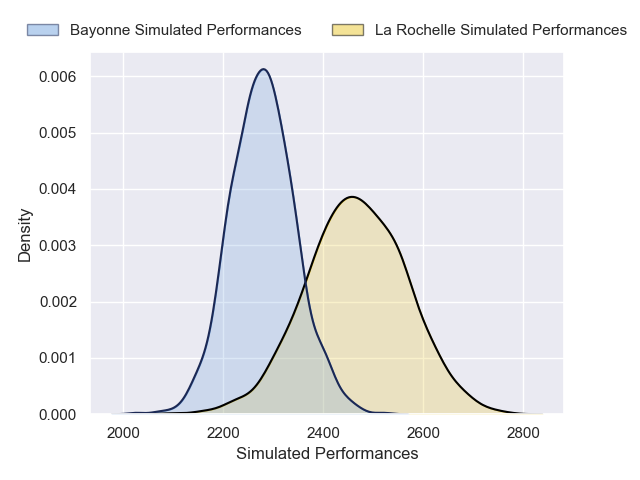 Bayonne Simulated Performances La Rochelle Simulated Performances
0.006
0.005
0.004
0.003
0.002
0.001
0.000
Density
2000 2200 2400 2600 2800
Simulated Performances